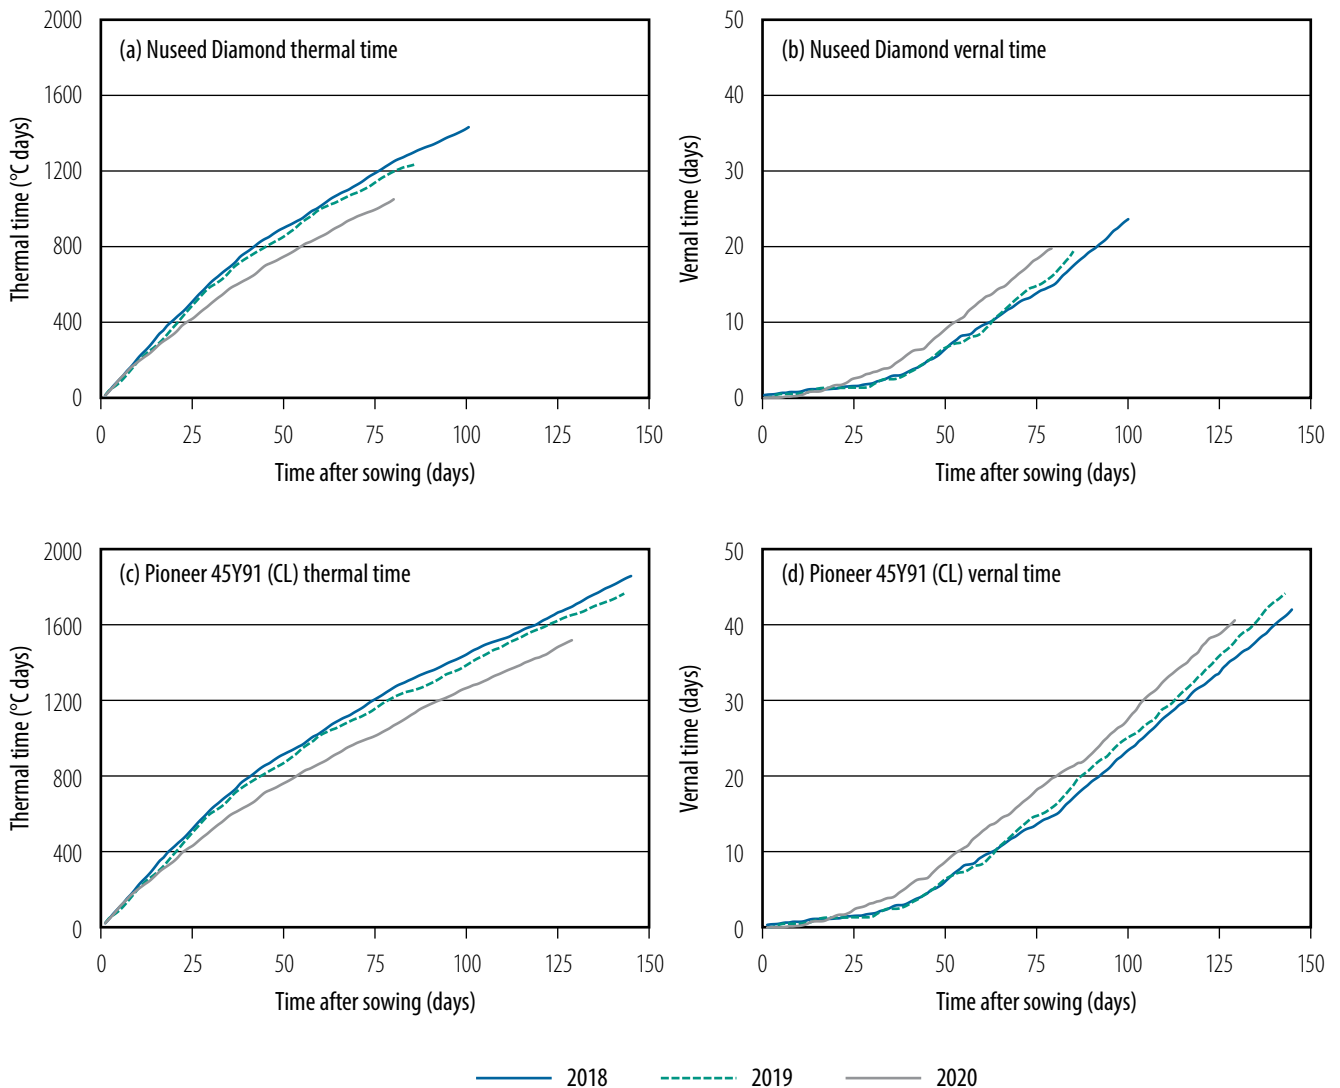 (a) Nuseed Diamond thermal time
Thermal time (°C days)
2000
1600
1200
800
400
0
0 25 50 75 100 125 150
Time after sowing (days)
(b) Nuseed Diamond vernal time
Vernal time (days)
50
40
30
20
10
0
0 25 50 75 100 125 150
Time after sowing (days)
(c) Pioneer 45Y91 (CL) thermal time
Thermal time (°C days)
2000
1600
1200
800
400
0
0 25 50 75 100 125 150
Time after sowing (days)
(d) Pioneer 45Y91 (CL) vernal time
Vernal time (days)
50
40
30
20
10
0
0 25 50 75 100 125 150
Time after sowing (days)
2018 2019 2020